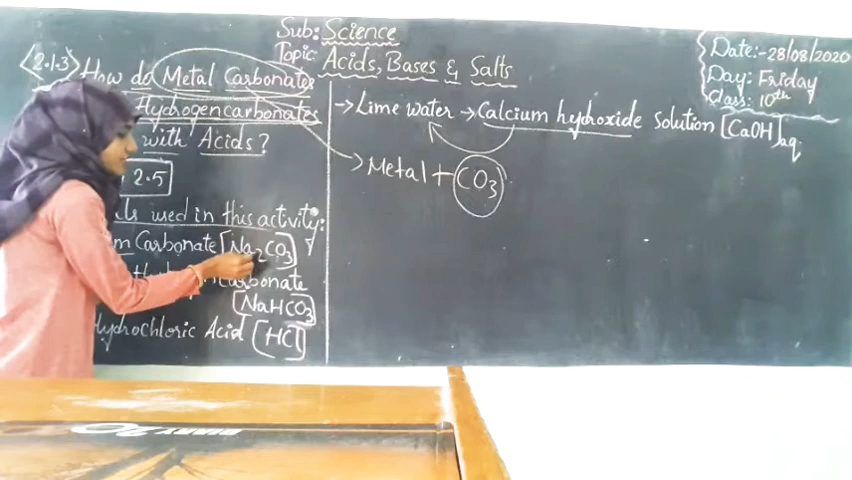 Sub: Science
Topic: Acids, Bases & Salts
Date:-28/08/2020
Day: Friday
Class: 10th
<2.1.3> How do Metal Carbonates
Hydrogencarbonates
with Acids?
2.5
used in this activity:
Carbonate [Na2CO3]
[NaHCO3]
Hydrochloric Acid [HCl]
→ Lime water → Calcium hydroxide solution [CaOH]aq
Metal + CO3